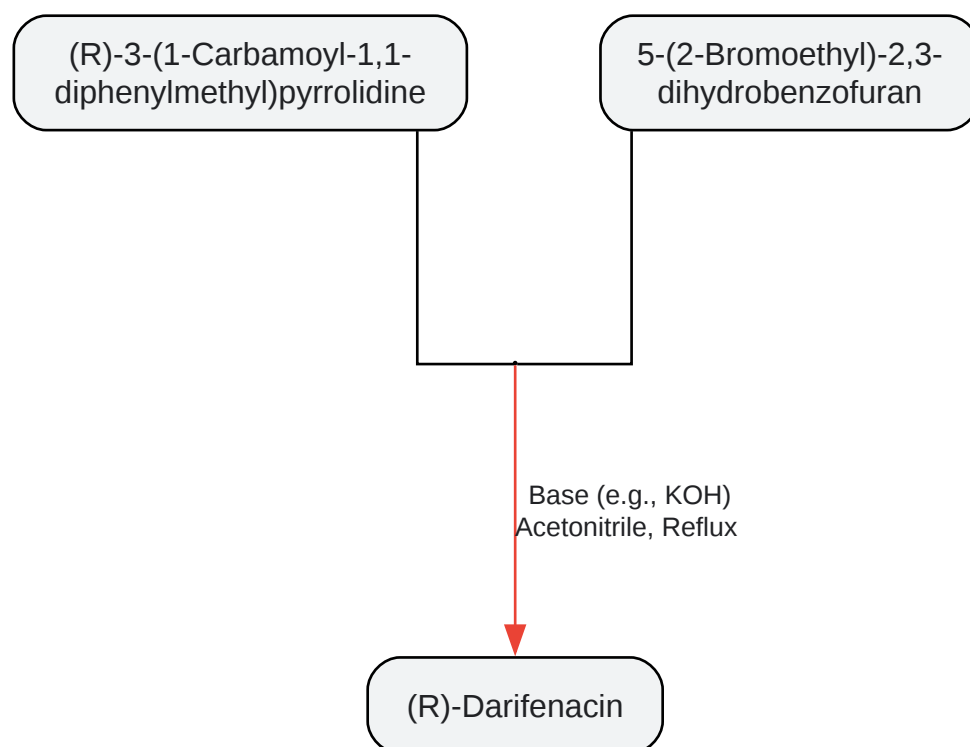 (R)-3-(1-Carbamoyl-1,1-
diphenylmethyl)pyrrolidine
5-(2-Bromoethyl)-2,3-
dihydrobenzofuran
Base (e.g., KOH)
Acetonitrile, Reflux
(R)-Darifenacin